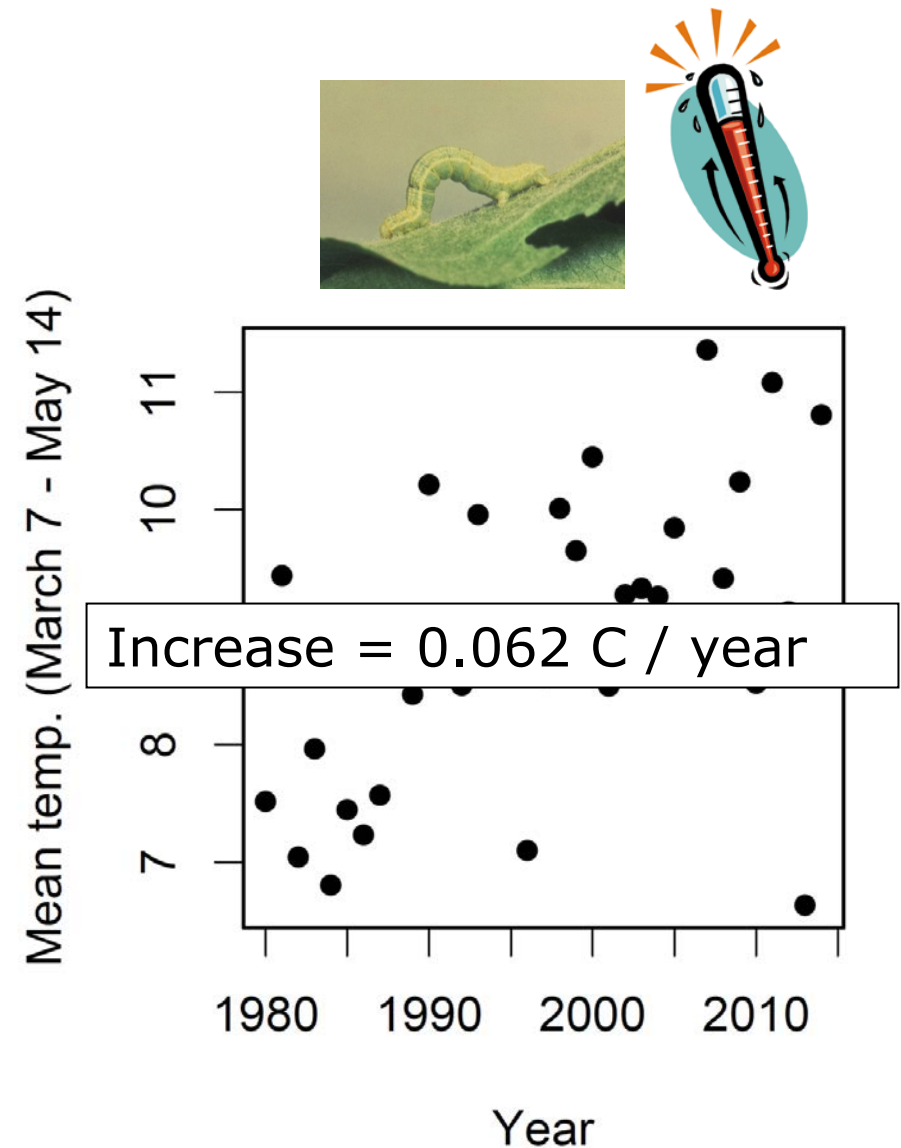 Mean temp. (March 7 - May 14)
11
10
8
7
Increase = 0.062 C / year
1980 1990 2000 2010
Year